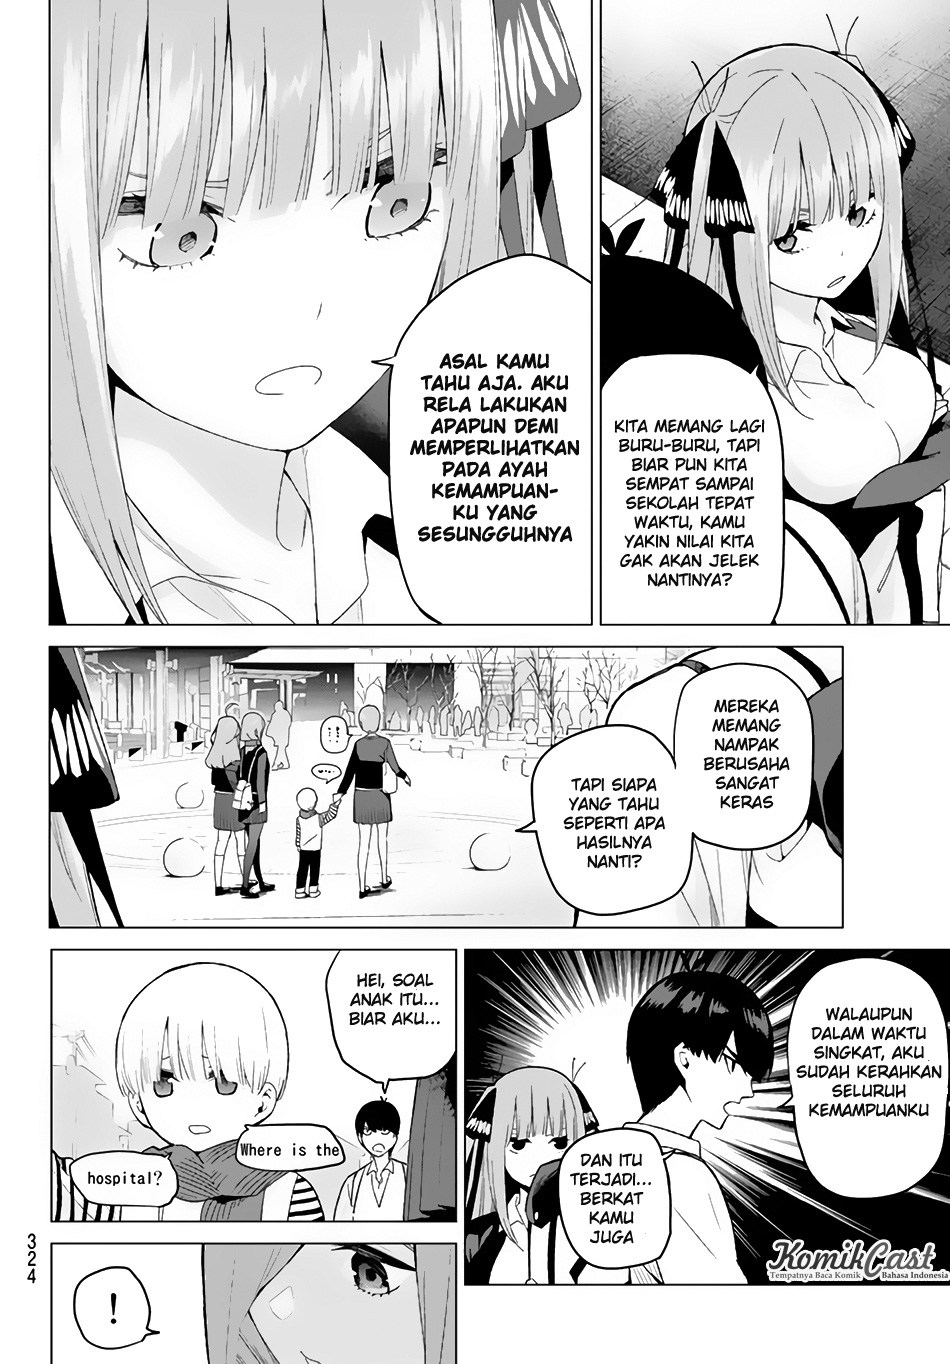 KITA MEMANG LAGI
BURU-BURU, TAPI
BIAR PUN KITA
SEMPAT SAMPAI
SEKOLAH TEPAT
WAKTU, KAMU
YAKIN NILAI KITA
GAK AKAN JELEK
NANTINYA?
ASAL KAMU
TAHU AJA. AKU
RELA LAKUKAN
APAPUN DEMI
MEMPERLIHATKAN
PADA AYAH
KEMAMPUAN-
KU YANG
SESUNGGUHNYA
MEREKA
MEMANG
NAMPAK
BERUSAHA
SANGAT
KERAS
TAPI SIAPA
YANG TAHU
SEPERTI APA
HASILNYA
NANTI?
WALAUPUN
DALAM WAKTU
SINGKAT, AKU
SUDAH KERAHKAN
SELURUH
KEMAMPUANKU
DAN ITU
TERJADI...
BERKAT
KAMU
JUGA
HEI, SOAL
ANAK ITU...
BIAR AKU...
Where is the
hospital?
!
324
KomikCast
Tempatnya Baca Komik Bahasa Indonesia